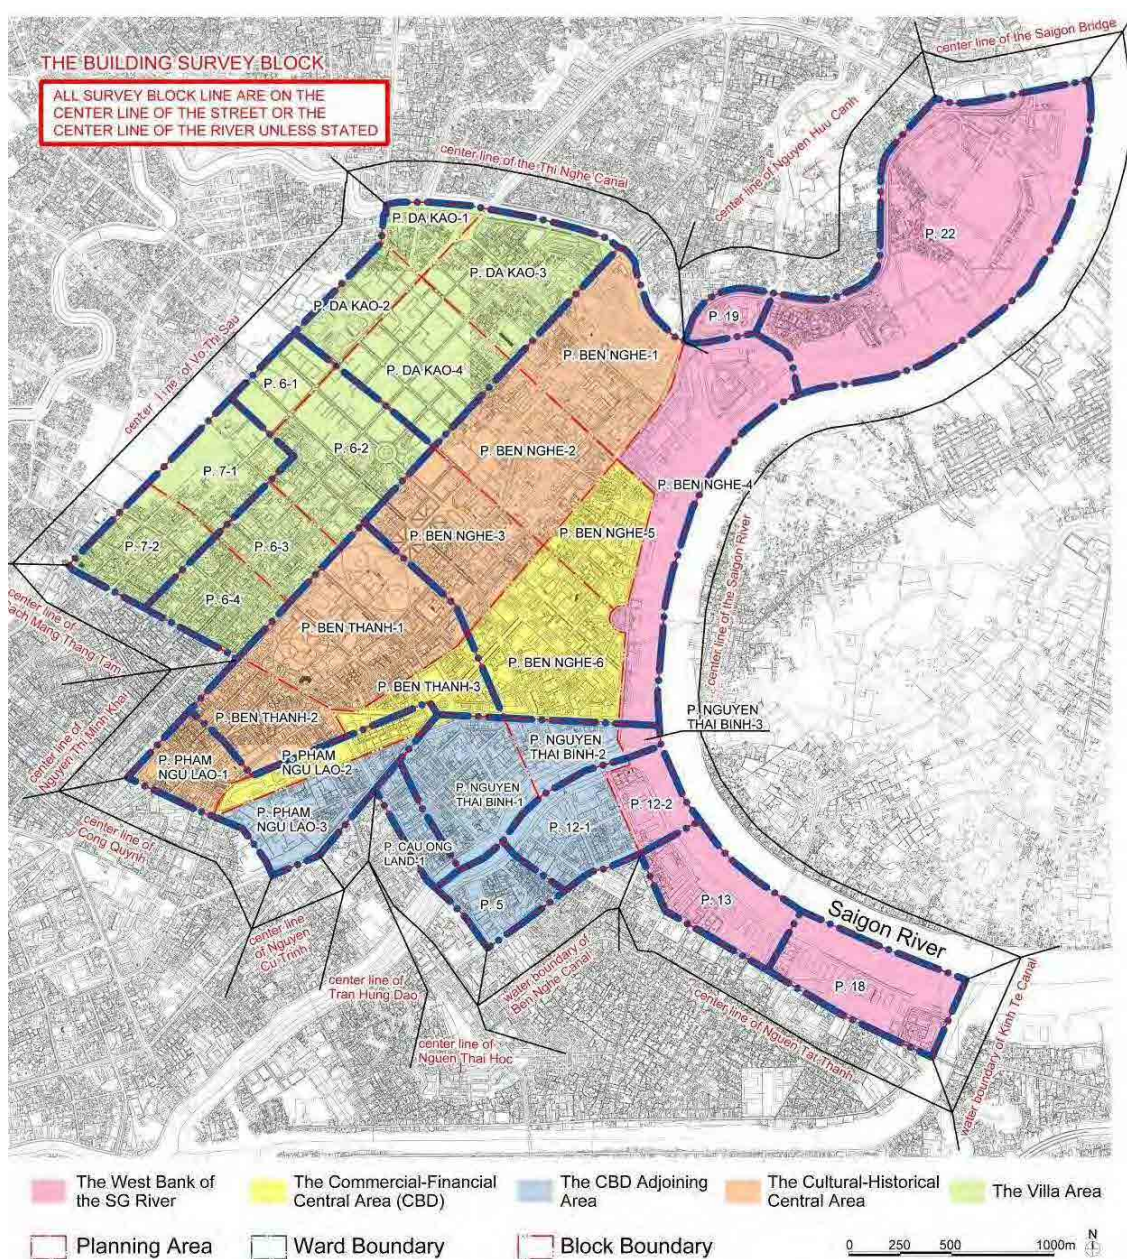 THE BUILDING SURVEY BLOCK
ALL SURVEY BLOCK LINE ARE ON THE
CENTER LINE OF THE STREET OR THE
CENTER LINE OF THE RIVER UNLESS STATED
center line of the Saigon Bridge
center line of Nguyen Huu Canh
center line of the Thi Nghe Canal
center line of Vo Thi Sau
P. DA KAO-1
P. DA KAO-3
P. DA KAO-2
P. DA KAO-4
P. 22
P. 19
P. BEN NGHE-1
P. 6-1
P. 6-2
P. BEN NGHE-2
P. 7-1
P. BEN NGHE-4
P. 7-2
P. 6-3
P. BEN NGHE-3
P. BEN NGHE-5
P. 6-4
center line of the Saigon River
center line of
ach Mang Thang Tam
P. BEN THANH-1
P. BEN NGHE-6
P. BEN THANH-3
P. BEN THANH-2
P. NGUYEN
THAI BINH-3
P. NGUYEN
THAI BINH-2
center line of
Nguyen Thi Minh Khei
P. PHAM
NGU LAO-1
P. PHAM
NGU LAO-2
P. NGUYEN
THAI BINH-1
P. 12-2
P. PHAM
NGU LAO-3
P. 12-1
P. CAU ONG
LAND-1
center line of
Cong Quynh
P. 5
P. 13
Saigon River
center line
of Nguyen
Cu Trinh
P. 18
center line of
Tran Hung Dao
water boundary of
Ben Nghe Canal
center line of
Nguen Thai Hoc
center line of Nguen Tat Thanh
water boundary of Kinh Te Canal
The West Bank of
the SG River
The Commercial-Financial
Central Area (CBD)
The CBD Adjoining
Area
The Cultural-Historical
Central Area
The Villa Area
Planning Area
Ward Boundary
Block Boundary
0 250 500 1000m
N